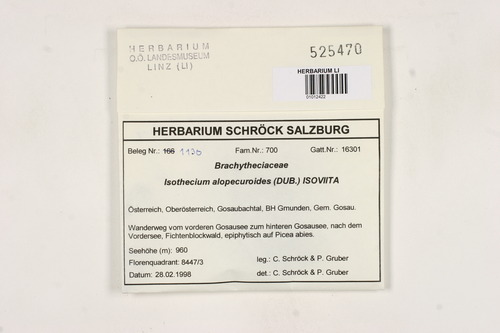 HERBARIUM
O.Ö. LANDESMUSEUM
LINZ (LI)
525470
HERBARIUM LI
01012422
HERBARIUM SCHRÖCK SALZBURG
Beleg Nr.: 166 1136 Fam.Nr.: 700 Gatt.Nr.: 16301
Brachytheciaceae
Isothecium alopecuroides (DUB.) ISOVIITA
Österreich, Oberösterreich, Gosaubachtal, BH Gmunden, Gem. Gosau.
Wanderweg vom vorderen Gosausee zum hinteren Gosausee, nach dem
Vordersee, Fichtenblockwald, epiphytisch auf Picea abies.
Seehöhe (m): 960
Florenquadrant: 8447/3 leg.: C. Schröck & P. Gruber
Datum: 28.02.1998 det.: C. Schröck & P. Gruber